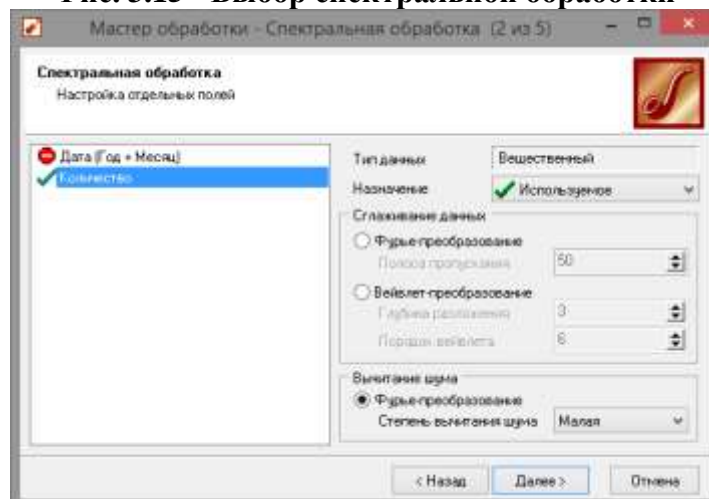 Рис. 3.13 - Выбор спектральной обработки
Мастер обработки - Спектральная обработка (2 из 5)
Спектральная обработка
Настройка отдельных полей
Дата (Год + Месяц)
Количество
Тип данных
Вещественный
Назначение
Используемое
Сглаживание данных
Фурье-преобразование
Полоса пропускания
50
Вейвлет-преобразование
Глубина разложения
3
Порядок вейвлета
6
Вычитание шума
Фурье-преобразование
Степень вычитания шума
Малая
< Назад
Далее >
Отмена